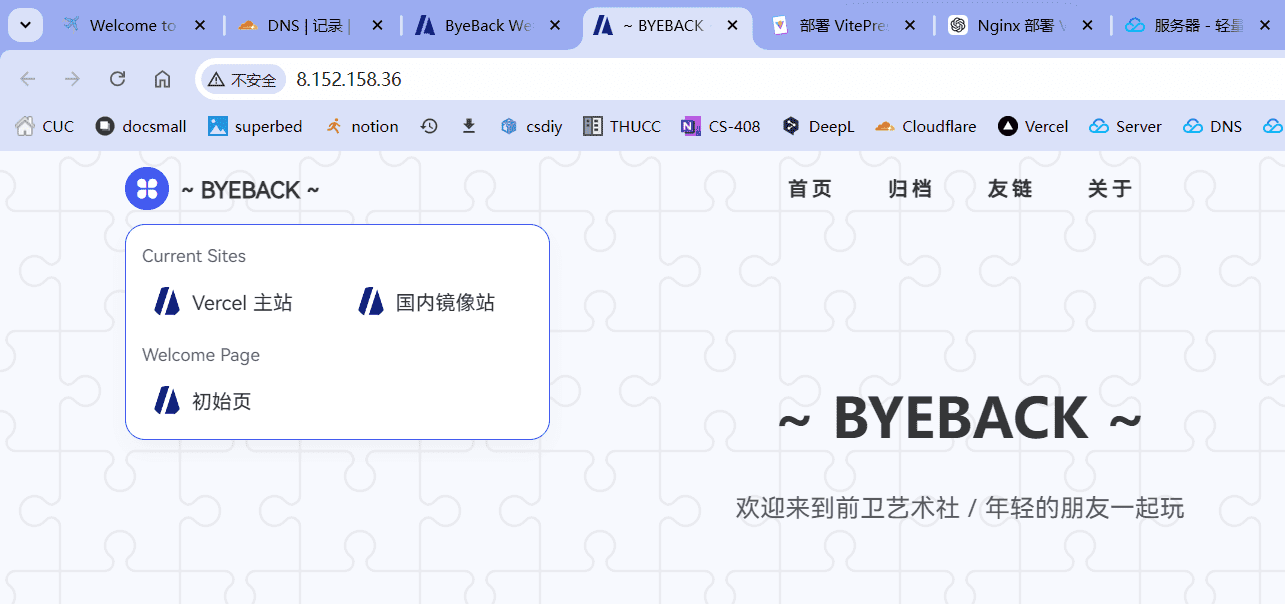 Welcome to
DNS | 记录 |
ByeBack We
~ BYEBACK
部署 VitePres
Nginx 部署 V
服务器 - 轻量
不安全
8.152.158.36
CUC
docsmall
superbed
notion
csdiy
THUCC
CS-408
DeepL
Cloudflare
Vercel
Server
DNS
~ BYEBACK ~
首页
归档
友链
关于
Current Sites
Vercel 主站
国内镜像站
Welcome Page
初始页
~ BYEBACK ~
欢迎来到前卫艺术社 / 年轻的朋友一起玩